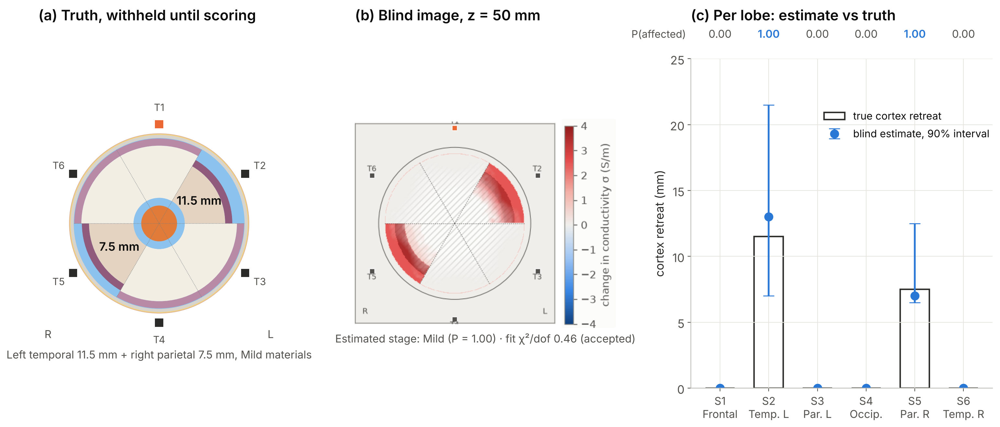 (a) Truth, withheld until scoring
T1
T6
T2
11.5 mm
7.5 mm
T5
T3
R
L
T4
Left temporal 11.5 mm + right parietal 7.5 mm, Mild materials
(b) Blind image, z = 50 mm
T6
T2
T5
T3
R
L
4
3
2
1
0
−1
−2
−3
−4
change in conductivity σ (S/m)
Estimated stage: Mild (P = 1.00) · fit χ²/dof 0.46 (accepted)
(c) Per lobe: estimate vs truth
P(affected) 0.00 1.00 0.00 0.00 1.00 0.00
25
20
15
10
5
0
cortex retreat (mm)
true cortex retreat
blind estimate, 90% interval
S1 S2 S3 S4 S5 S6
Frontal Temp. L Par. L Occip. Par. R Temp. R